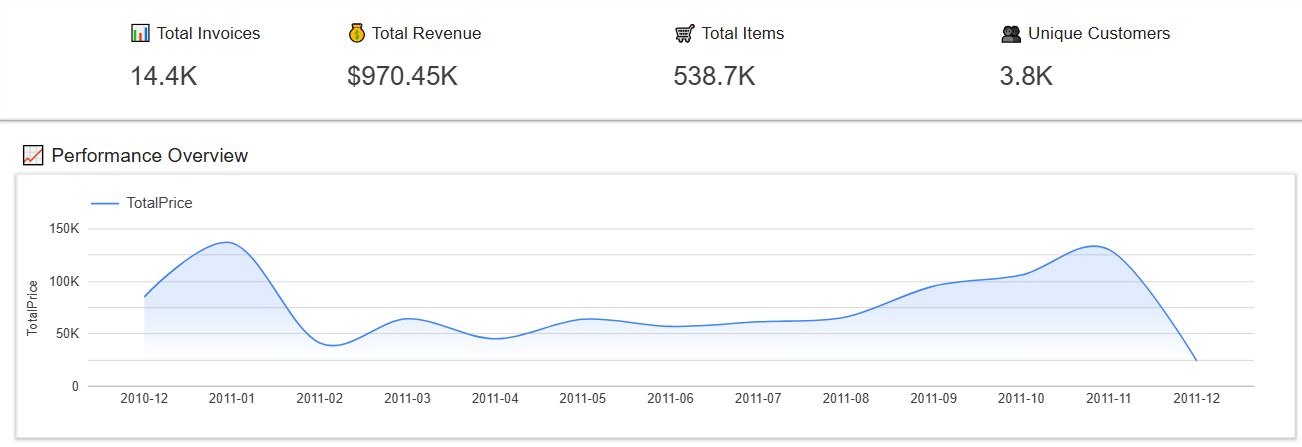 Total Invoices
14.4K
Total Revenue
$970.45K
Total Items
538.7K
Unique Customers
3.8K
Performance Overview
TotalPrice
TotalPrice
150K
100K
50K
0
2010-12 2011-01 2011-02 2011-03 2011-04 2011-05 2011-06 2011-07 2011-08 2011-09 2011-10 2011-11 2011-12